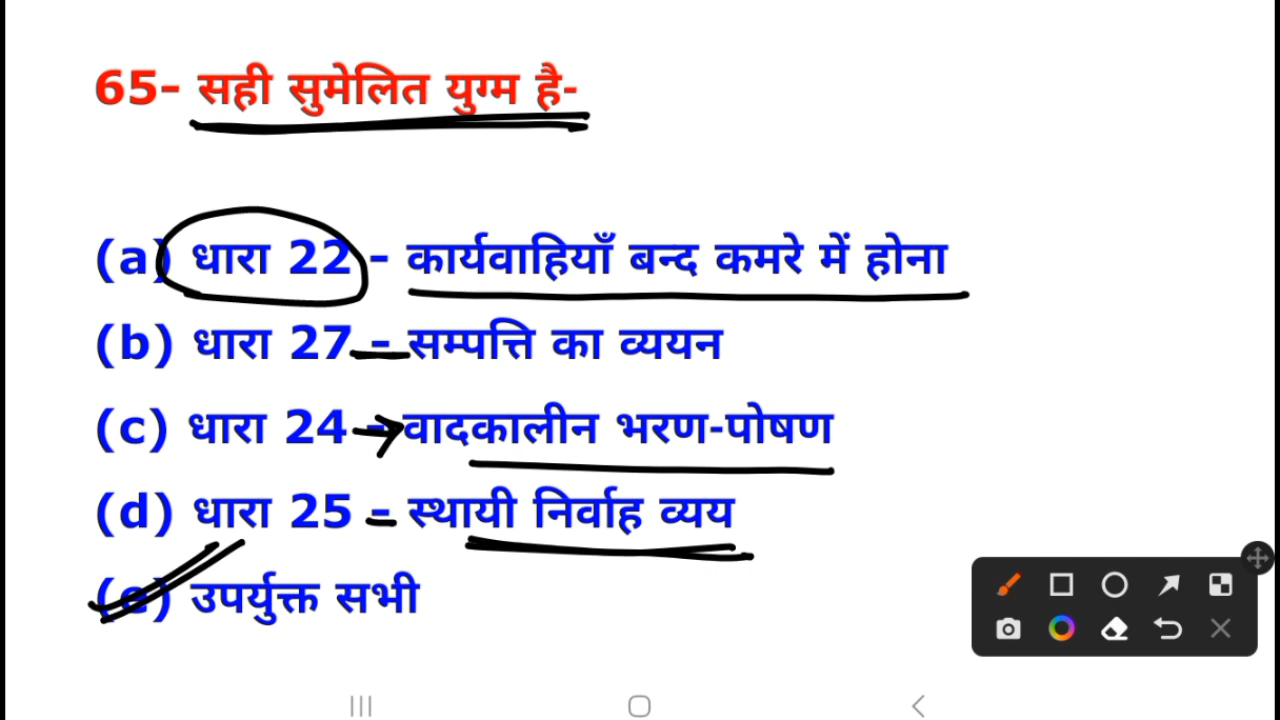 65- सही सुमेलित युग्म है-
(a) धारा 22 - कार्यवाहियाँ बन्द कमरे में होना
(b) धारा 27 - सम्पत्ति का व्ययन
(c) धारा 24 - वादकालीन भरण-पोषण
(d) धारा 25 - स्थायी निर्वाह व्यय
(e) उपर्युक्त सभी